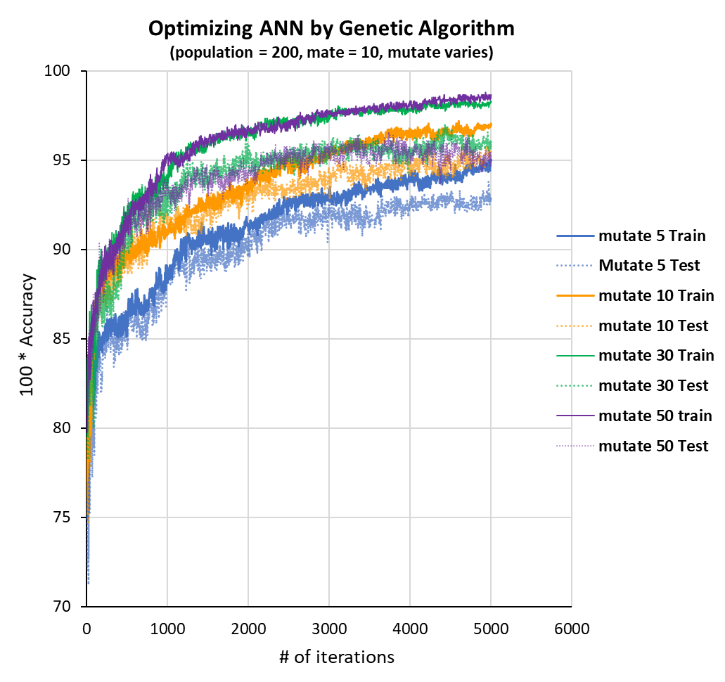 Optimizing ANN by Genetic Algorithm
(population = 200, mate = 10, mutate varies)
100
95
90
85
80
75
70
100 * Accuracy
0 1000 2000 3000 4000 5000 6000
# of iterations
mutate 5 Train
Mutate 5 Test
mutate 10 Train
mutate 10 Test
mutate 30 Train
mutate 30 Test
mutate 50 train
mutate 50 Test